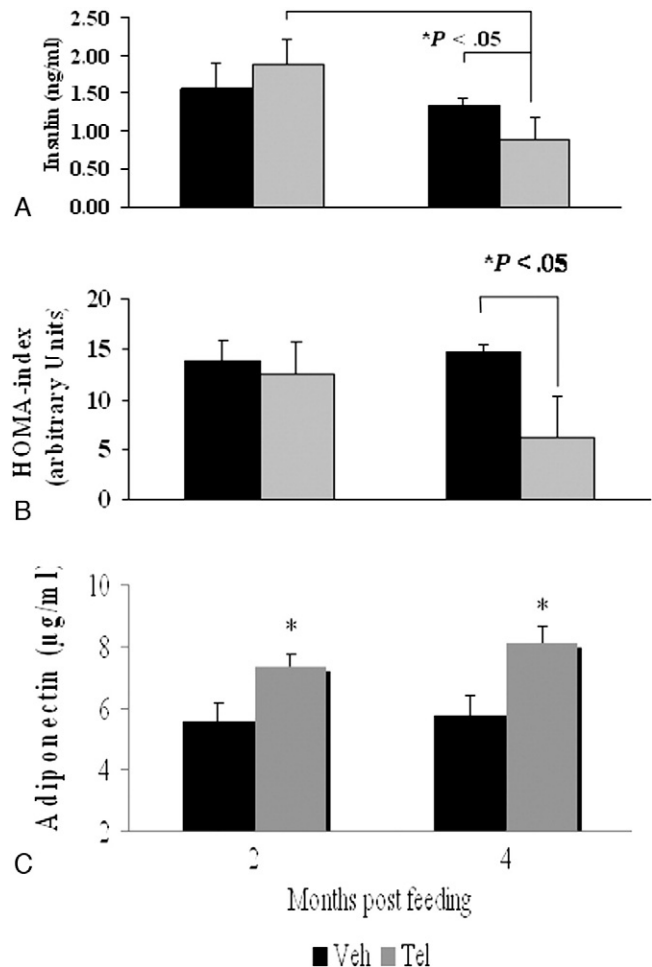 2.50
2.00
1.50
1.00
0.50
0.00
Insulin (ng/ml)
*P < .05
A
20
15
10
5
0
HOMA-index
(arbitrary Units)
*P < .05
B
10
8
6
4
2
Adiponectin (µg/ml)
*
*
C
2
4
Months post feeding
Veh
Tel